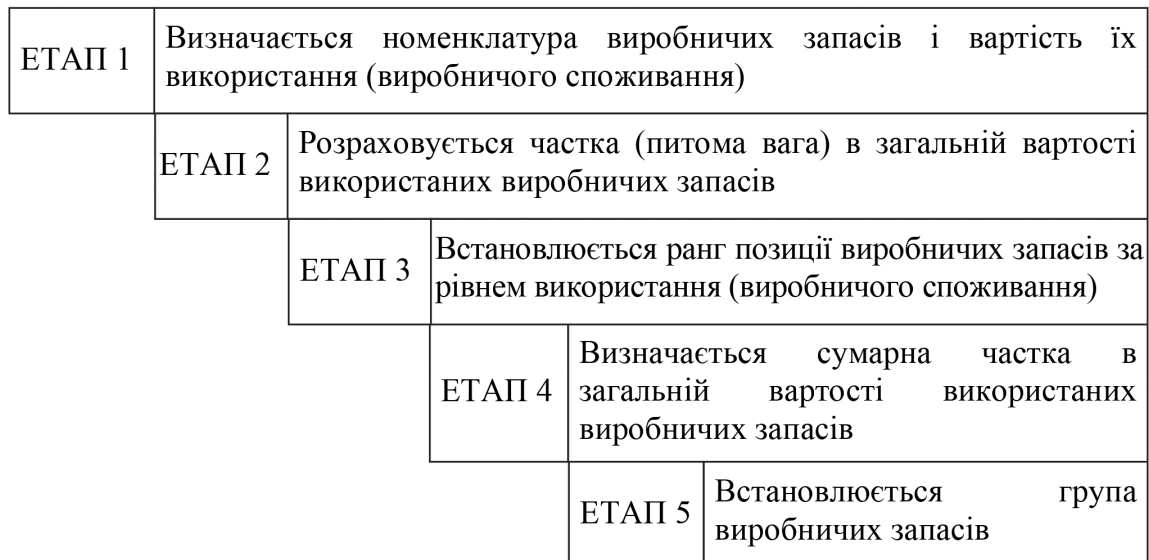 ЕТАП 1
Визначається номенклатура виробничих запасів і вартість їх
використання (виробничого споживання)
ЕТАП 2
Розраховується частка (питома вага) в загальній вартості
використаних виробничих запасів
ЕТАП 3
Встановлюється ранг позиції виробничих запасів за
рівнем використання (виробничого споживання)
ЕТАП 4
Визначається сумарна частка в
загальній вартості використаних
виробничих запасів
ЕТАП 5
Встановлюється група
виробничих запасів